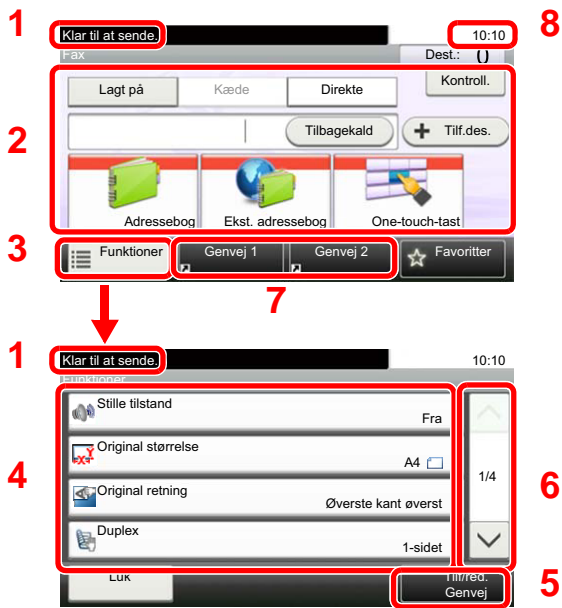 1
Klar til at sende.
10:10
8
Fax
Dest.: ()
Lagt på
Kæde
Direkte
Kontroll.
2
Tilbagekald
Tilf.des.
Adressebog
Ekst. adressebog
One-touch-tast
3
Funktioner
Genvej 1
Genvej 2
Favoritter
7
1
Klar til at sende.
10:10
Funktioner
Stille tilstand
Fra
Original størrelse
A4
4
1/4
6
Original retning
Øverste kant øverst
Duplex
1-sidet
Luk
Tilf/red.
Genvej
5